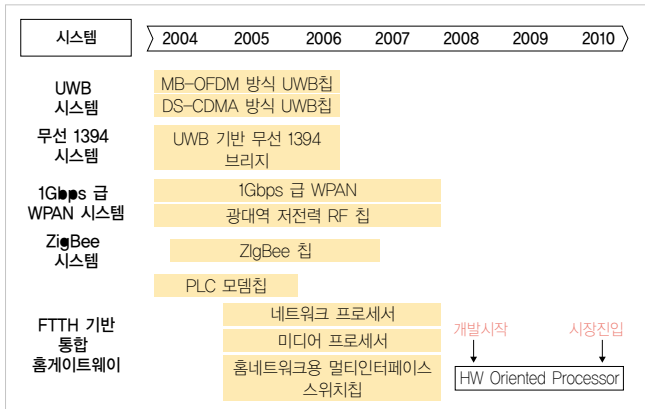 시스템 2004 2005 2006 2007 2008 2009 2010
UWB
시스템
MB-OFDM 방식 UWB칩
DS-CDMA 방식 UWB칩
무선 1394
시스템
UWB 기반 무선 1394
브리지
1Gbps 급
WPAN 시스템
1Gbps 급 WPAN
광대역 저전력 RF 칩
ZigBee
시스템
ZIgBee 칩
PLC 모뎀칩
FTTH 기반
통합
홈게이트웨이
네트워크 프로세서
미디어 프로세서
홈네트워크용 멀티인터페이스
스위치칩
개발시작 시장진입
HW Oriented Processor